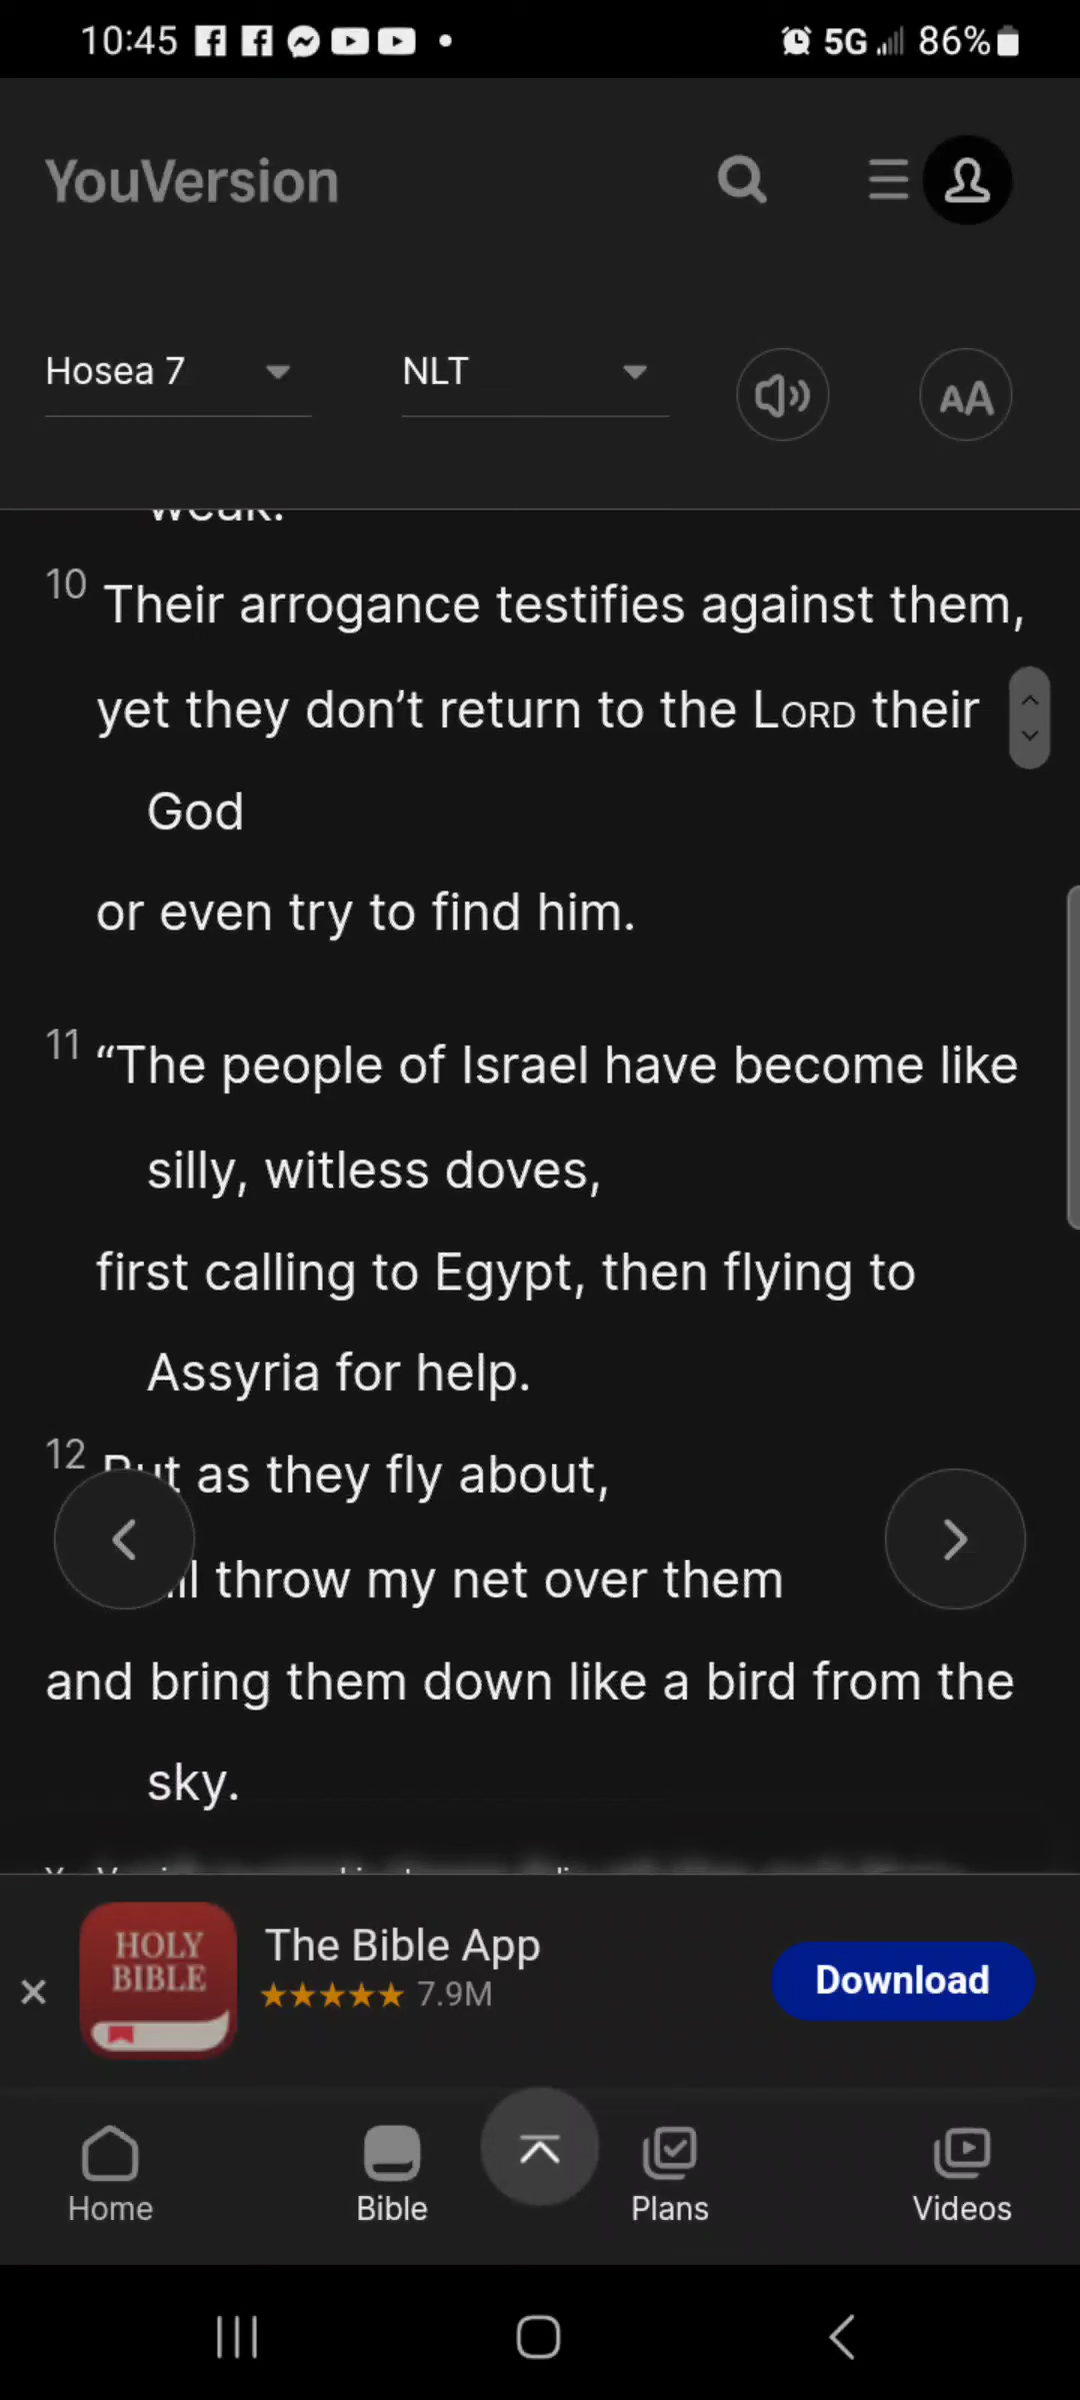 10:45 5G 86%
YouVersion
Hosea 7 NLT AA
weak.
10 Their arrogance testifies against them,
yet they don’t return to the LORD their
God
or even try to find him.
11 “The people of Israel have become like
silly, witless doves,
first calling to Egypt, then flying to
Assyria for help.
12 But as they fly about,
throw my net over them
and bring them down like a bird from the
sky.
HOLY
BIBLE
The Bible App
7.9M
Download
Home Bible Plans Videos